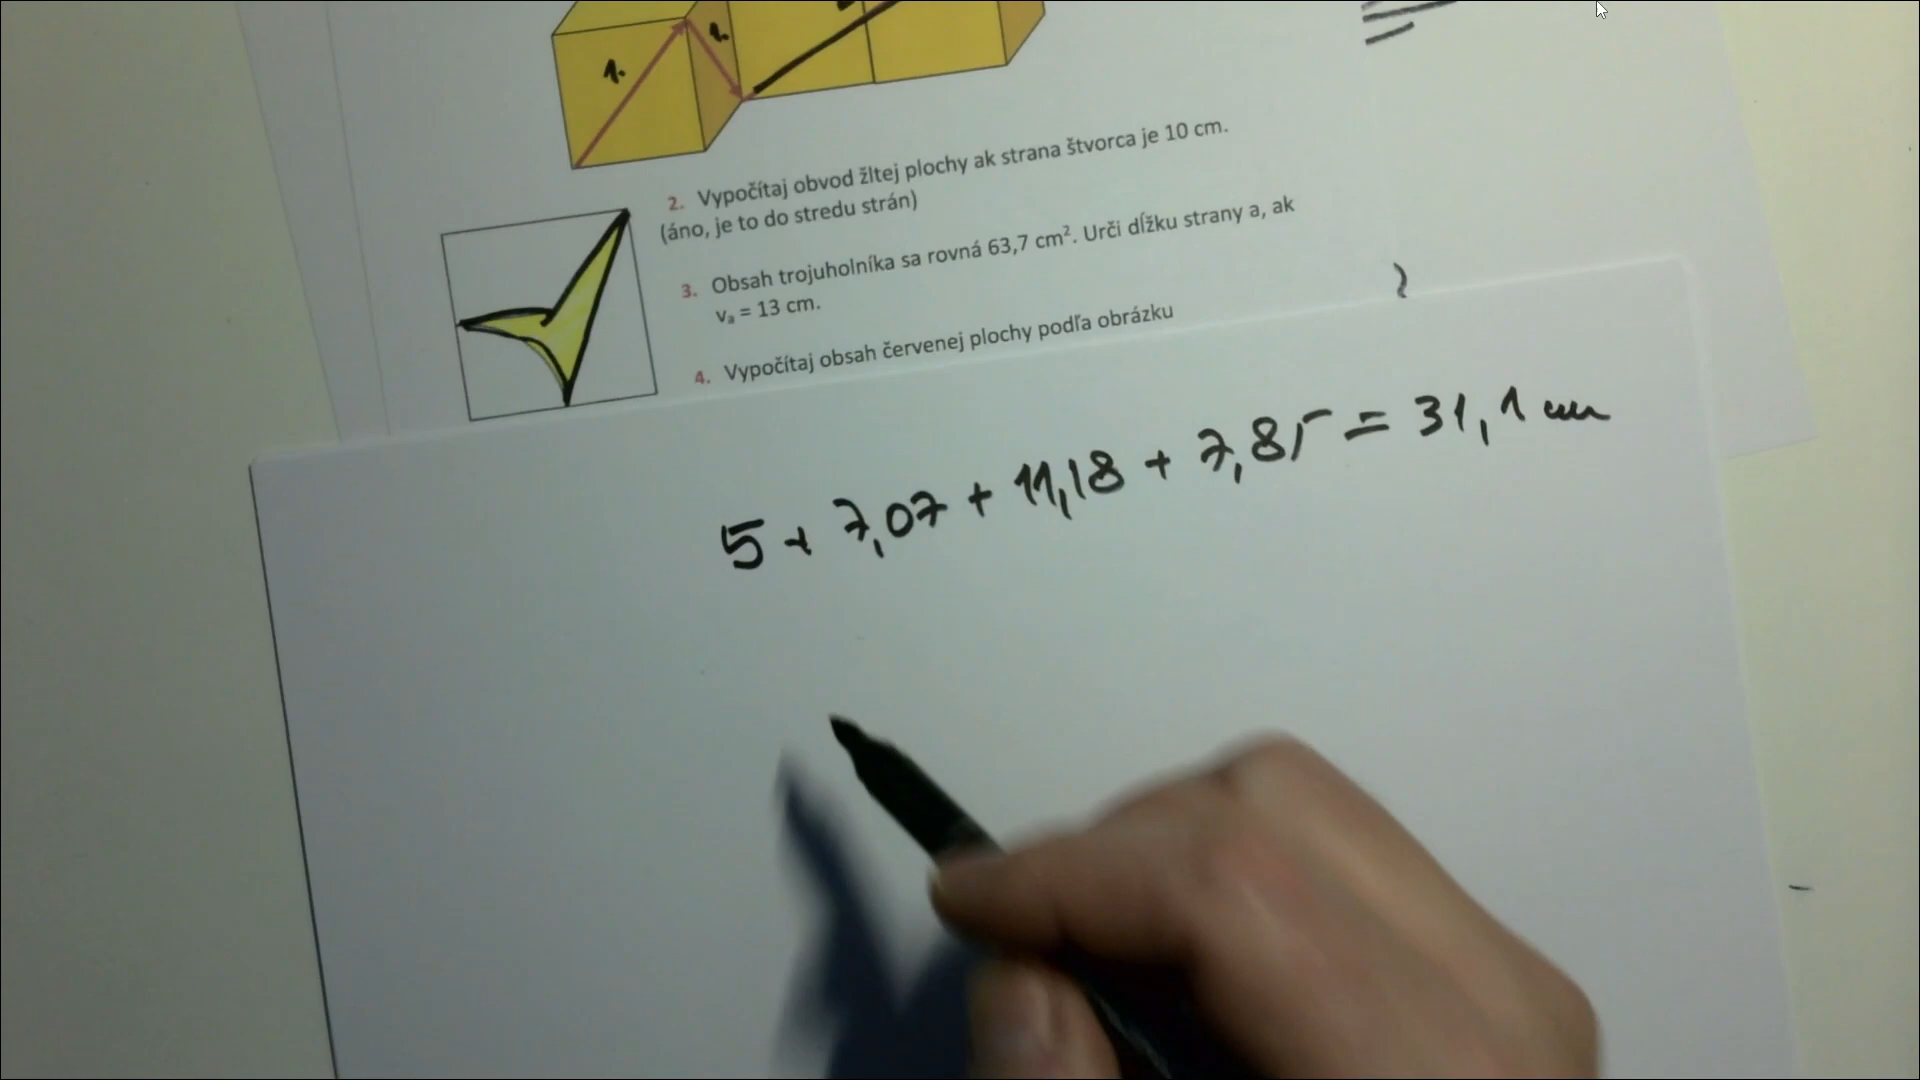 1.
2. Vypočítaj obvod žltej plochy ak strana štvorca je 10 cm.
(áno, je to do stredu strán)
3. Obsah trojuholníka sa rovná 63,7 cm². Urči dĺžku strany a, ak
vₐ = 13 cm.
4. Vypočítaj obsah červenej plochy podľa obrázku
5 + 7,07 + 11,18 + 7,85 = 31,1 cm